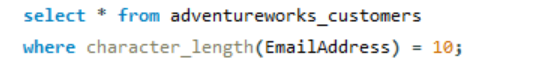 select * from adventureworks_customers
where character_length(EmailAddress) = 10;